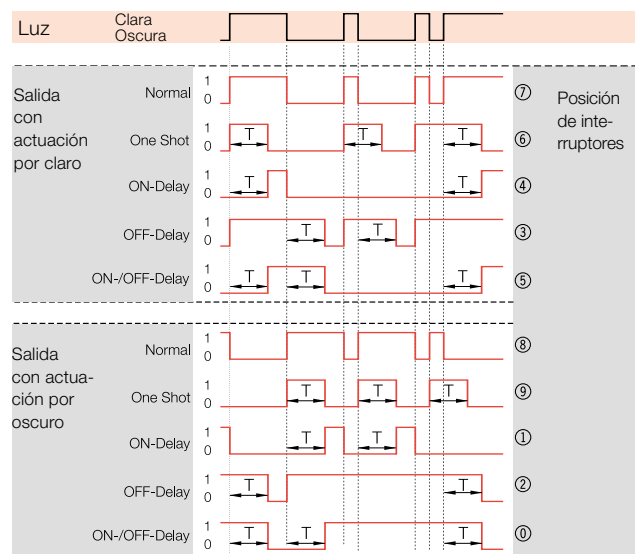 Luz
Clara
Oscura
Salida
con
actuación
por claro
Posición
de inte-
rruptores
Normal
1
0
⑦
One Shot
1
0
T
T
T
⑥
ON-Delay
1
0
T
T
④
OFF-Delay
1
0
T
T
③
ON-/OFF-Delay
1
0
T
T
T
⑤
Salida
con actua-
ción por
oscuro
Normal
1
0
⑧
One Shot
1
0
T
T
T
⑨
ON-Delay
1
0
T
T
①
OFF-Delay
1
0
T
T
②
ON-/OFF-Delay
1
0
T
T
T
⓪